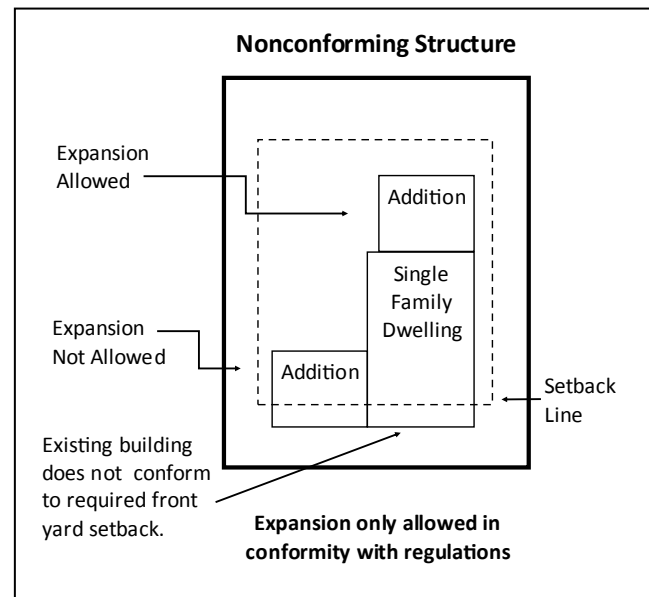 Nonconforming Structure
Expansion
Allowed
Addition
Single
Family
Dwelling
Expansion
Not Allowed
Addition
Setback
Line
Existing building
does not conform
to required front
yard setback.
Expansion only allowed in
conformity with regulations